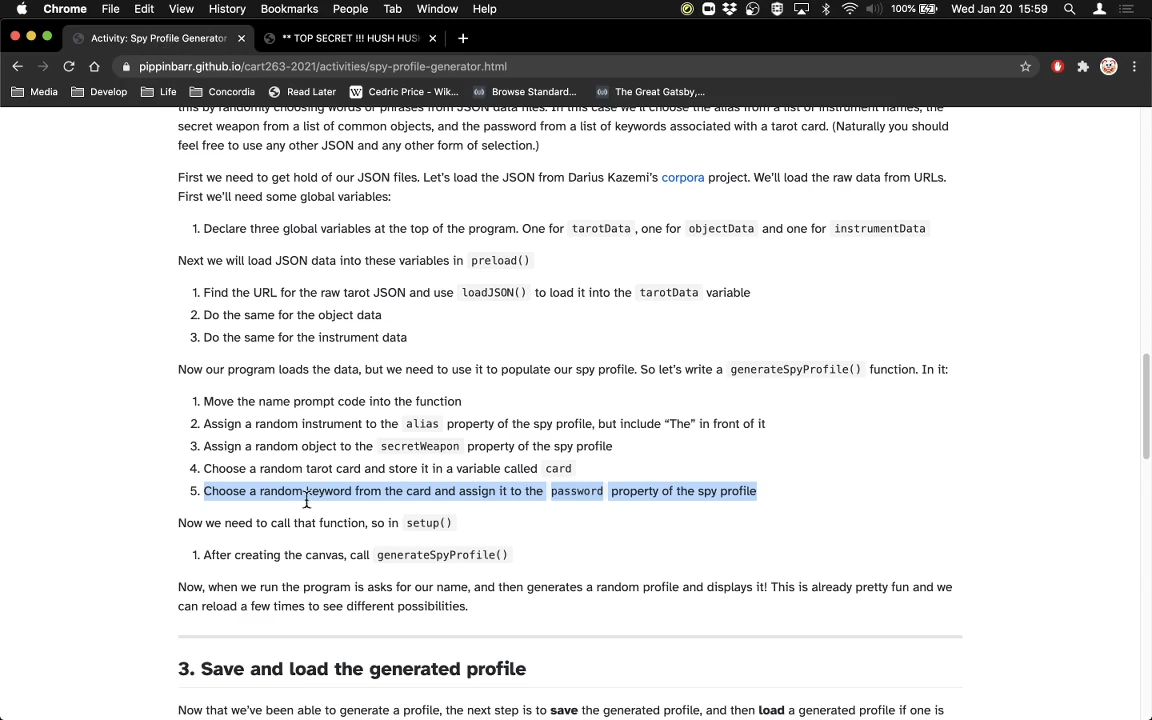 Chrome File Edit View History Bookmarks People Tab Window Help 100% Wed Jan 20 15:59
Activity: Spy Profile Generator ** TOP SECRET !!! HUSH HUS
pippinbarr.github.io/cart263-2021/activities/spy-profile-generator.html
Media Develop Life Concordia Read Later Cedric Price - Wik... Browse Standard... The Great Gatsby,...
this by randomly choosing words or phrases from JSON data files. In this case we'll choose the alias from a list of instrument names, the
secret weapon from a list of common objects, and the password from a list of keywords associated with a tarot card. (Naturally you should
feel free to use any other JSON and any other form of selection.)
First we need to get hold of our JSON files. Let's load the JSON from Darius Kazemi's corpora project. We'll load the raw data from URLs.
First we'll need some global variables:
1. Declare three global variables at the top of the program. One for tarotData, one for objectData and one for instrumentData
Next we will load JSON data into these variables in preload()
1. Find the URL for the raw tarot JSON and use loadJSON() to load it into the tarotData variable
2. Do the same for the object data
3. Do the same for the instrument data
Now our program loads the data, but we need to use it to populate our spy profile. So let's write a generateSpyProfile() function. In it:
1. Move the name prompt code into the function
2. Assign a random instrument to the alias property of the spy profile, but include “The” in front of it
3. Assign a random object to the secretWeapon property of the spy profile
4. Choose a random tarot card and store it in a variable called card
5. Choose a random keyword from the card and assign it to the password property of the spy profile
Now we need to call that function, so in setup()
1. After creating the canvas, call generateSpyProfile()
Now, when we run the program is asks for our name, and then generates a random profile and displays it! This is already pretty fun and we
can reload a few times to see different possibilities.
3. Save and load the generated profile
Now that we've been able to generate a profile, the next step is to save the generated profile, and then load a generated profile if one is